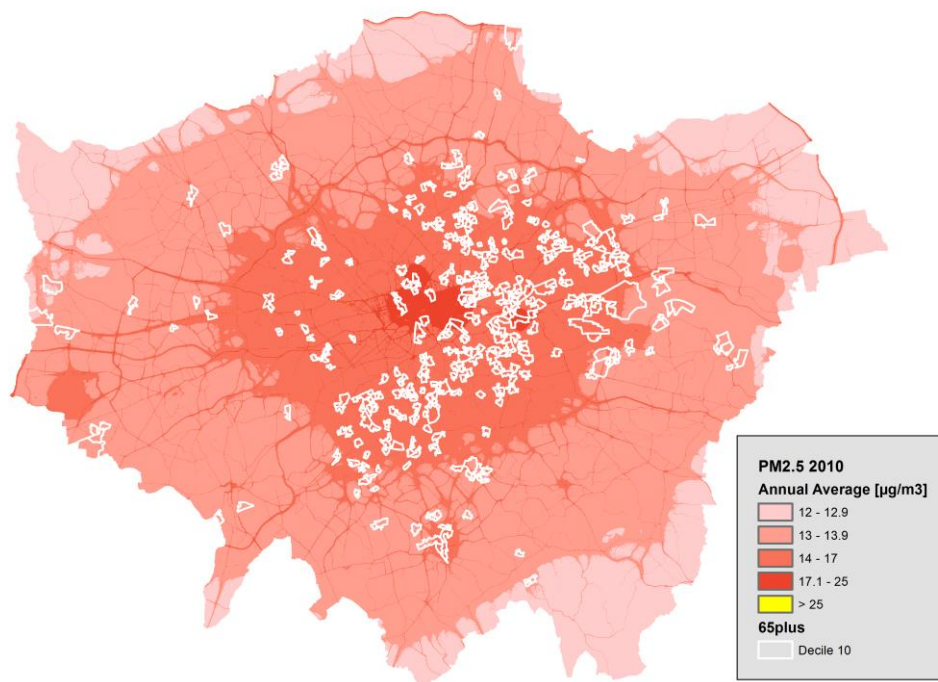 PM2.5 2010
Annual Average [µg/m3]
12 - 12.9
13 - 13.9
14 - 17
17.1 - 25
> 25
65plus
Decile 10